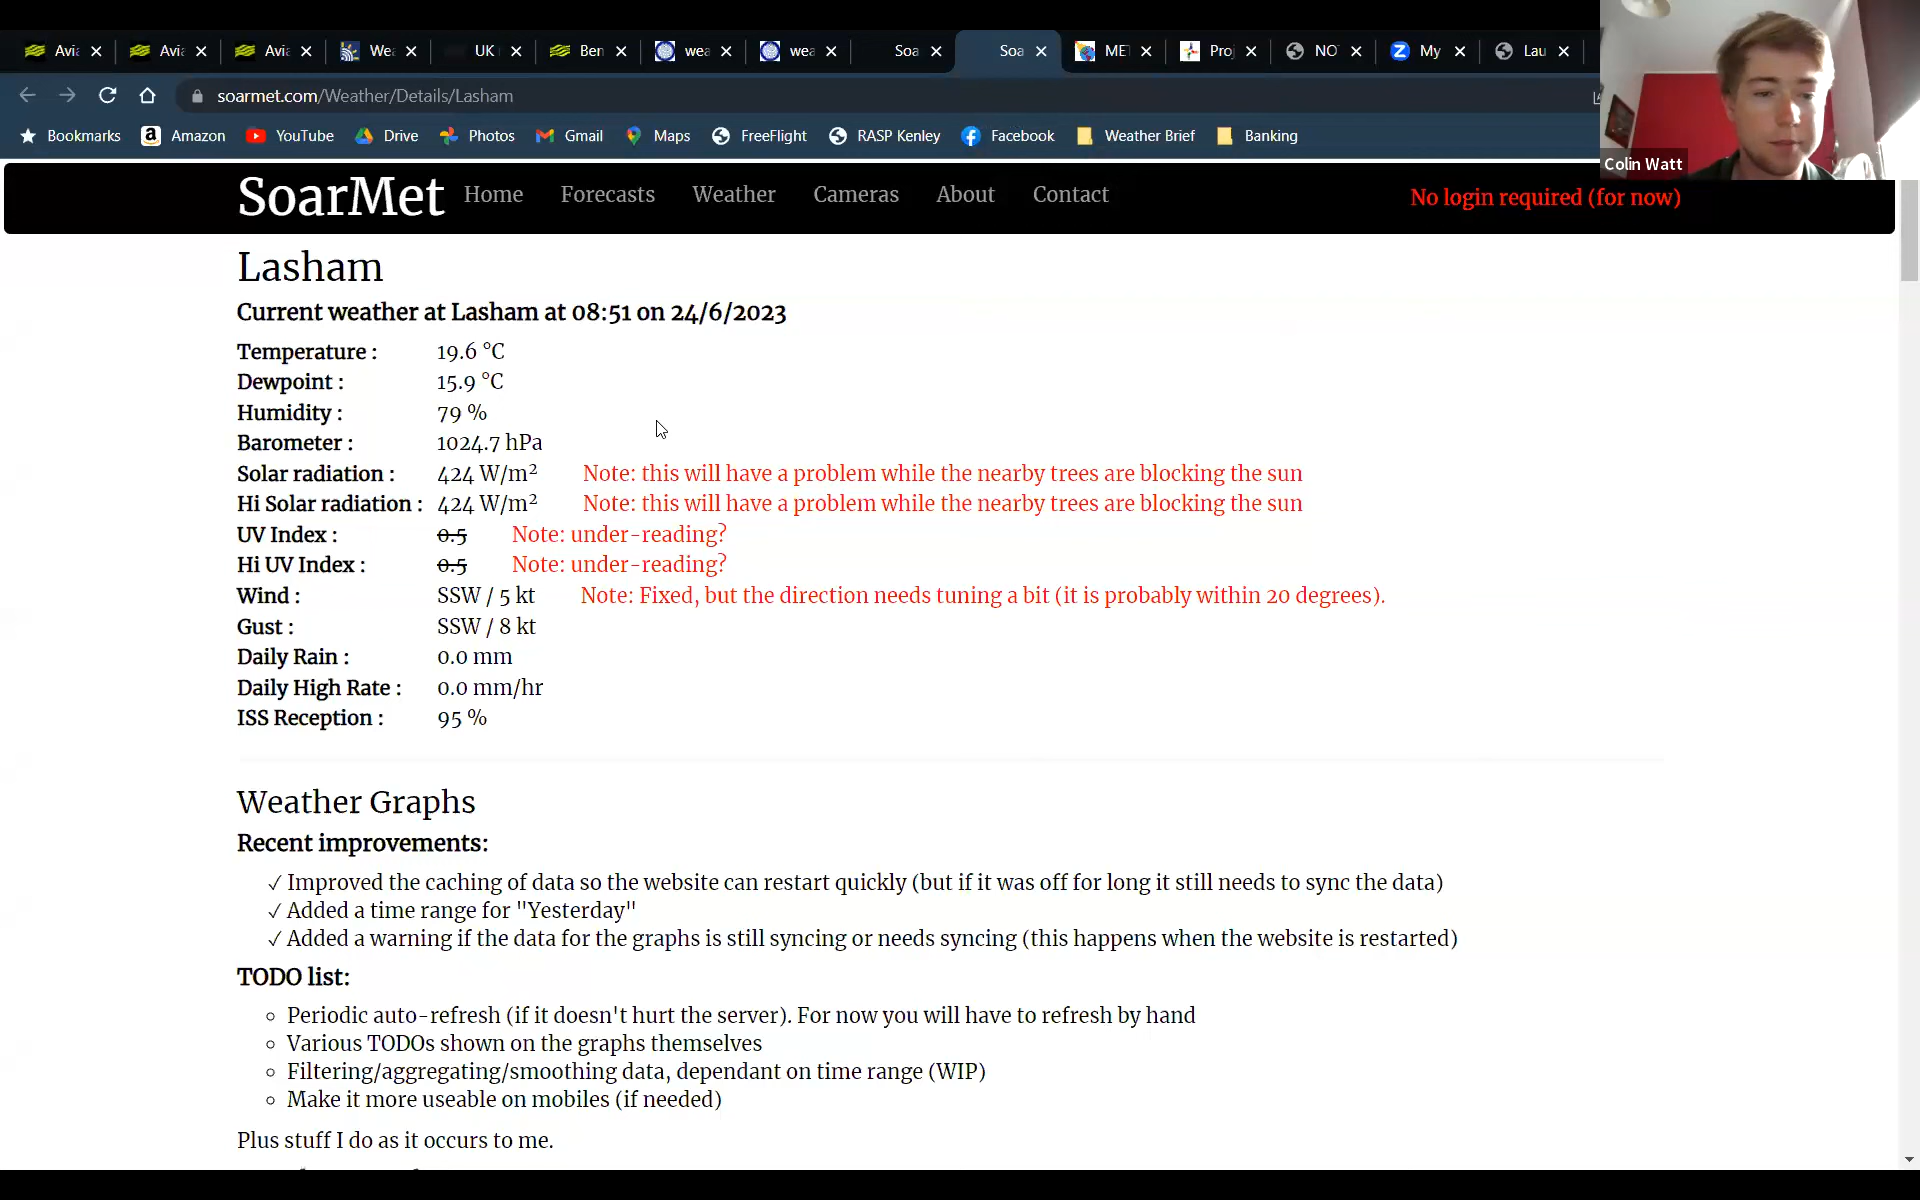 Avia Avia Avia Wea UK Ben wea wea Soa Soa MET Proj NO My Lau
soarmet.com/Weather/Details/Lasham
Bookmarks Amazon YouTube Drive Photos Gmail Maps FreeFlight RASP Kenley Facebook Weather Brief Banking
Colin Watt
SoarMet Home Forecasts Weather Cameras About Contact No login required (for now)
Lasham
Current weather at Lasham at 08:51 on 24/6/2023
Temperature : 19.6 °C
Dewpoint : 15.9 °C
Humidity : 79 %
Barometer : 1024.7 hPa
Solar radiation : 424 W/m² Note: this will have a problem while the nearby trees are blocking the sun
Hi Solar radiation : 424 W/m² Note: this will have a problem while the nearby trees are blocking the sun
UV Index : 0.5 Note: under-reading?
Hi UV Index : 0.5 Note: under-reading?
Wind : SSW / 5 kt Note: Fixed, but the direction needs tuning a bit (it is probably within 20 degrees).
Gust : SSW / 8 kt
Daily Rain : 0.0 mm
Daily High Rate : 0.0 mm/hr
ISS Reception : 95 %
Weather Graphs
Recent improvements:
✓ Improved the caching of data so the website can restart quickly (but if it was off for long it still needs to sync the data)
✓ Added a time range for "Yesterday"
✓ Added a warning if the data for the graphs is still syncing or needs syncing (this happens when the website is restarted)
TODO list:
Periodic auto-refresh (if it doesn't hurt the server). For now you will have to refresh by hand
Various TODOs shown on the graphs themselves
Filtering/aggregating/smoothing data, dependant on time range (WIP)
Make it more useable on mobiles (if needed)
Plus stuff I do as it occurs to me.